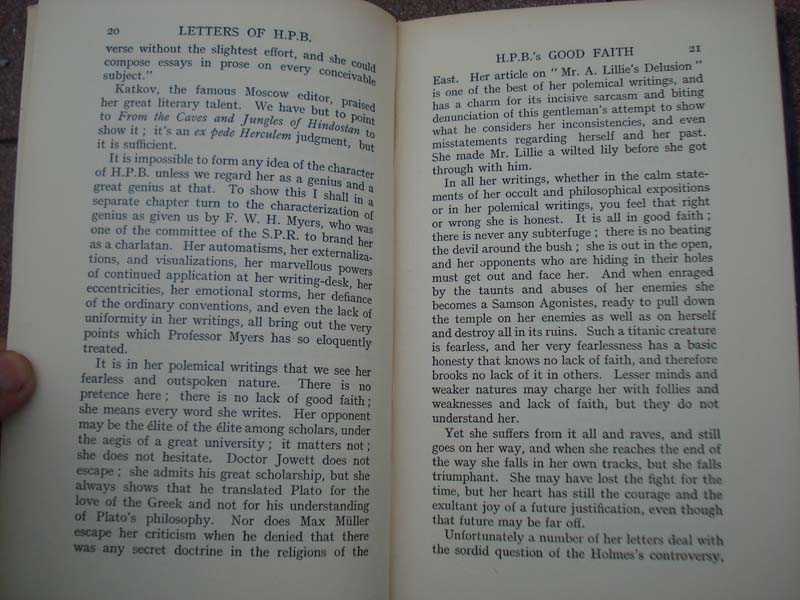 20 LETTERS OF H.P.B.
verse without the slightest effort, and she could
compose essays in prose on every conceivable
subject."
Katkov, the famous Moscow editor, praised
her great literary talent. We have but to point
to From the Caves and Jungles of Hindostan to
show it; it's an ex pede Herculem judgment, but
it is sufficient.
It is impossible to form any idea of the character
of H.P.B. unless we regard her as a genius and a
great genius at that. To show this I shall in a
separate chapter turn to the characterization of
genius as given us by F. W. H. Myers, who was
one of the committee of the S.P.R. to brand her
as a charlatan. Her automatisms, her externaliza-
tions, and visualizations, her marvellous powers
of continued application at her writing-desk, her
eccentricities, her emotional storms, her defiance
of the ordinary conventions, and even the lack of
uniformity in her writings, all bring out the very
points which Professor Myers has so eloquently
treated.
It is in her polemical writings that we see her
fearless and outspoken nature. There is no
pretence here; there is no lack of good faith;
she means every word she writes. Her opponent
may be the élite of the élite among scholars, under
the aegis of a great university; it matters not;
she does not hesitate. Doctor Jowett does not
escape; she admits his great scholarship, but she
always shows that he translated Plato for the
love of the Greek and not for his understanding
of Plato's philosophy. Nor does Max Müller
escape her criticism when he denied that there
was any secret doctrine in the religions of the
H.P.B.'s GOOD FAITH 21
East. Her article on "Mr. A. Lillie's Delusion"
is one of the best of her polemical writings, and
has a charm for its incisive sarcasm and biting
denunciation of this gentleman's attempt to show
what he considers her inconsistencies, and even
misstatements regarding herself and her past.
She made Mr. Lillie a wilted lily before she got
through with him.
In all her writings, whether in the calm state-
ments of her occult and philosophical expositions
or in her polemical writings, you feel that right
or wrong she is honest. It is all in good faith;
there is never any subterfuge; there is no beating
the devil around the bush; she is out in the open,
and her opponents who are hiding in their holes
must get out and face her. And when enraged
by the taunts and abuses of her enemies she
becomes a Samson Agonistes, ready to pull down
the temple on her enemies as well as on herself
and destroy all in its ruins. Such a titanic creature
is fearless, and her very fearlessness has a basic
honesty that knows no lack of faith, and therefore
brooks no lack of it in others. Lesser minds and
weaker natures may charge her with follies and
weaknesses and lack of faith, but they do not
understand her.
Yet she suffers from it all and raves, and still
goes on her way, and when she reaches the end of
the way she falls in her own tracks, but she falls
triumphant. She may have lost the fight for the
time, but her heart has still the courage and the
exultant joy of a future justification, even though
that future may be far off.
Unfortunately a number of her letters deal with
the sordid question of the Holmes's controversy,